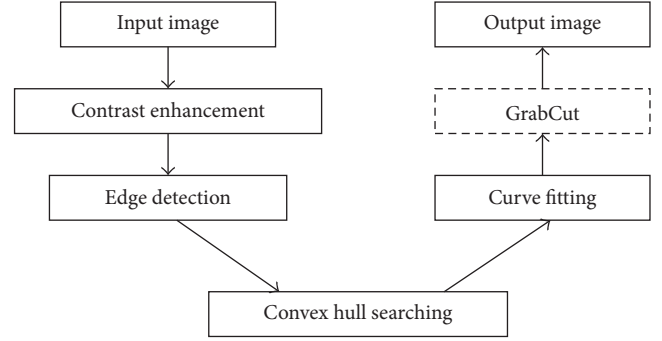 Input image
Output image
Contrast enhancement
GrabCut
Edge detection
Curve fitting
Convex hull searching